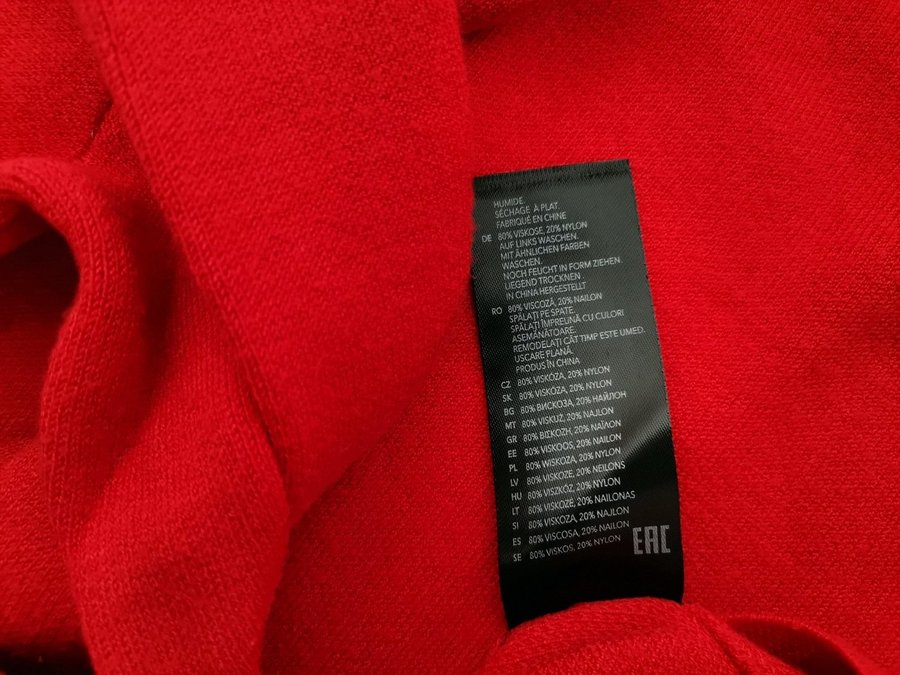 HUMIDE.
SÉCHAGE À PLAT.
FABRIQUÉ EN CHINE
DE 80% VISKOSE, 20% NYLON
AUF LINKS WASCHEN.
MIT ÄHNLICHEN FARBEN
WASCHEN.
NOCH FEUCHT IN FORM ZIEHEN.
LIEGEND TROCKNEN
IN CHINA HERGESTELLT
RO 80% VISCOZĂ, 20% NAILON
SPĂLAȚI PE SPATE.
SPĂLAȚI ÎMPREUNĂ CU CULORI
ASEMĂNĂTOARE.
REMODELAȚI CÂT TIMP ESTE UMED.
USCARE PLANĂ.
PRODUS ÎN CHINA
CZ 80% VISKÓZA, 20% NYLON
SK 80% VISKÓZA, 20% NYLON
BG 80% ВИСКОЗА, 20% НАЙЛОН
MT 80% VISKUŻ, 20% NAJLON
GR 80% ΒΙΣΚΟΖΗ, 20% ΝΑΪΛΟΝ
EE 80% VISKOOS, 20% NAILON
PL 80% WISKOZA, 20% NYLON
LV 80% VISKOZE, 20% NEILONS
HU 80% VISZKÓZ, 20% NYLON
LT 80% VISKOZĖ, 20% NAILONAS
SI 80% VISKOZA, 20% NAJLON
ES 80% VISCOSA, 20% NAILON
SE 80% VISKOS, 20% NYLON
EAC